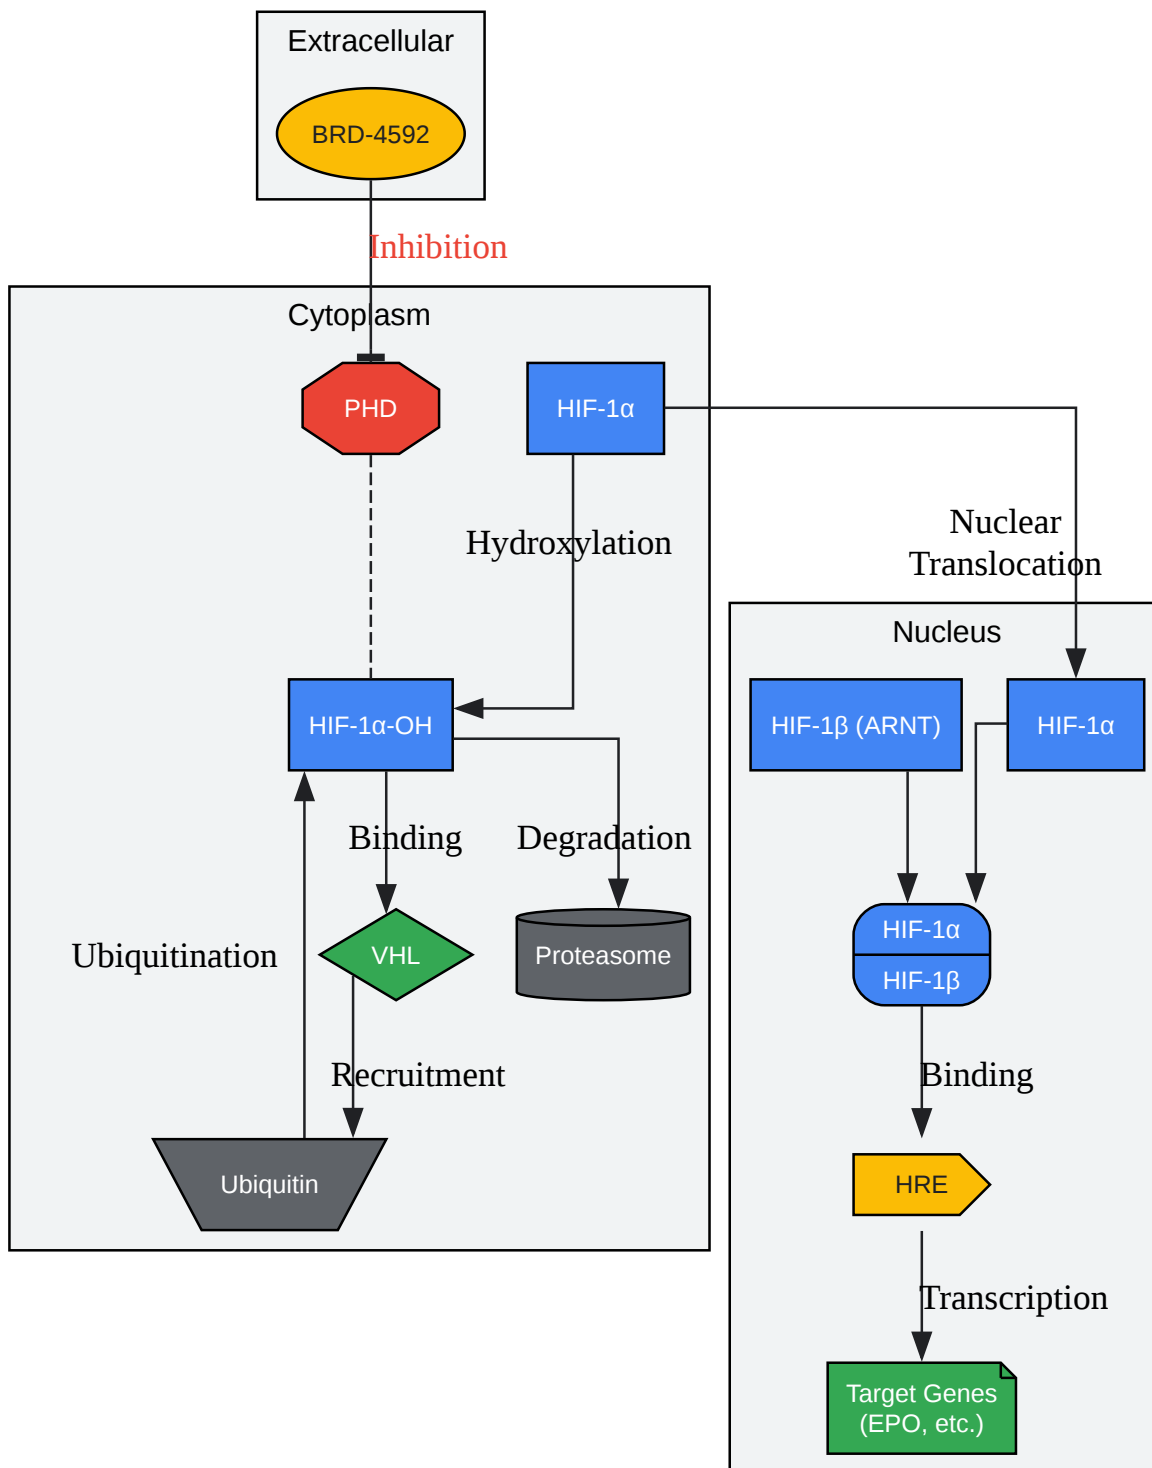 Extracellular
BRD-4592
Inhibition
Cytoplasm
PHD
HIF-1α
Hydroxylation
Nuclear
Translocation
Nucleus
HIF-1α-OH
HIF-1β (ARNT)
HIF-1α
Binding
Degradation
Ubiquitination
VHL
Proteasome
HIF-1α
HIF-1β
Recruitment
Binding
Ubiquitin
HRE
Transcription
Target Genes
(EPO, etc.)